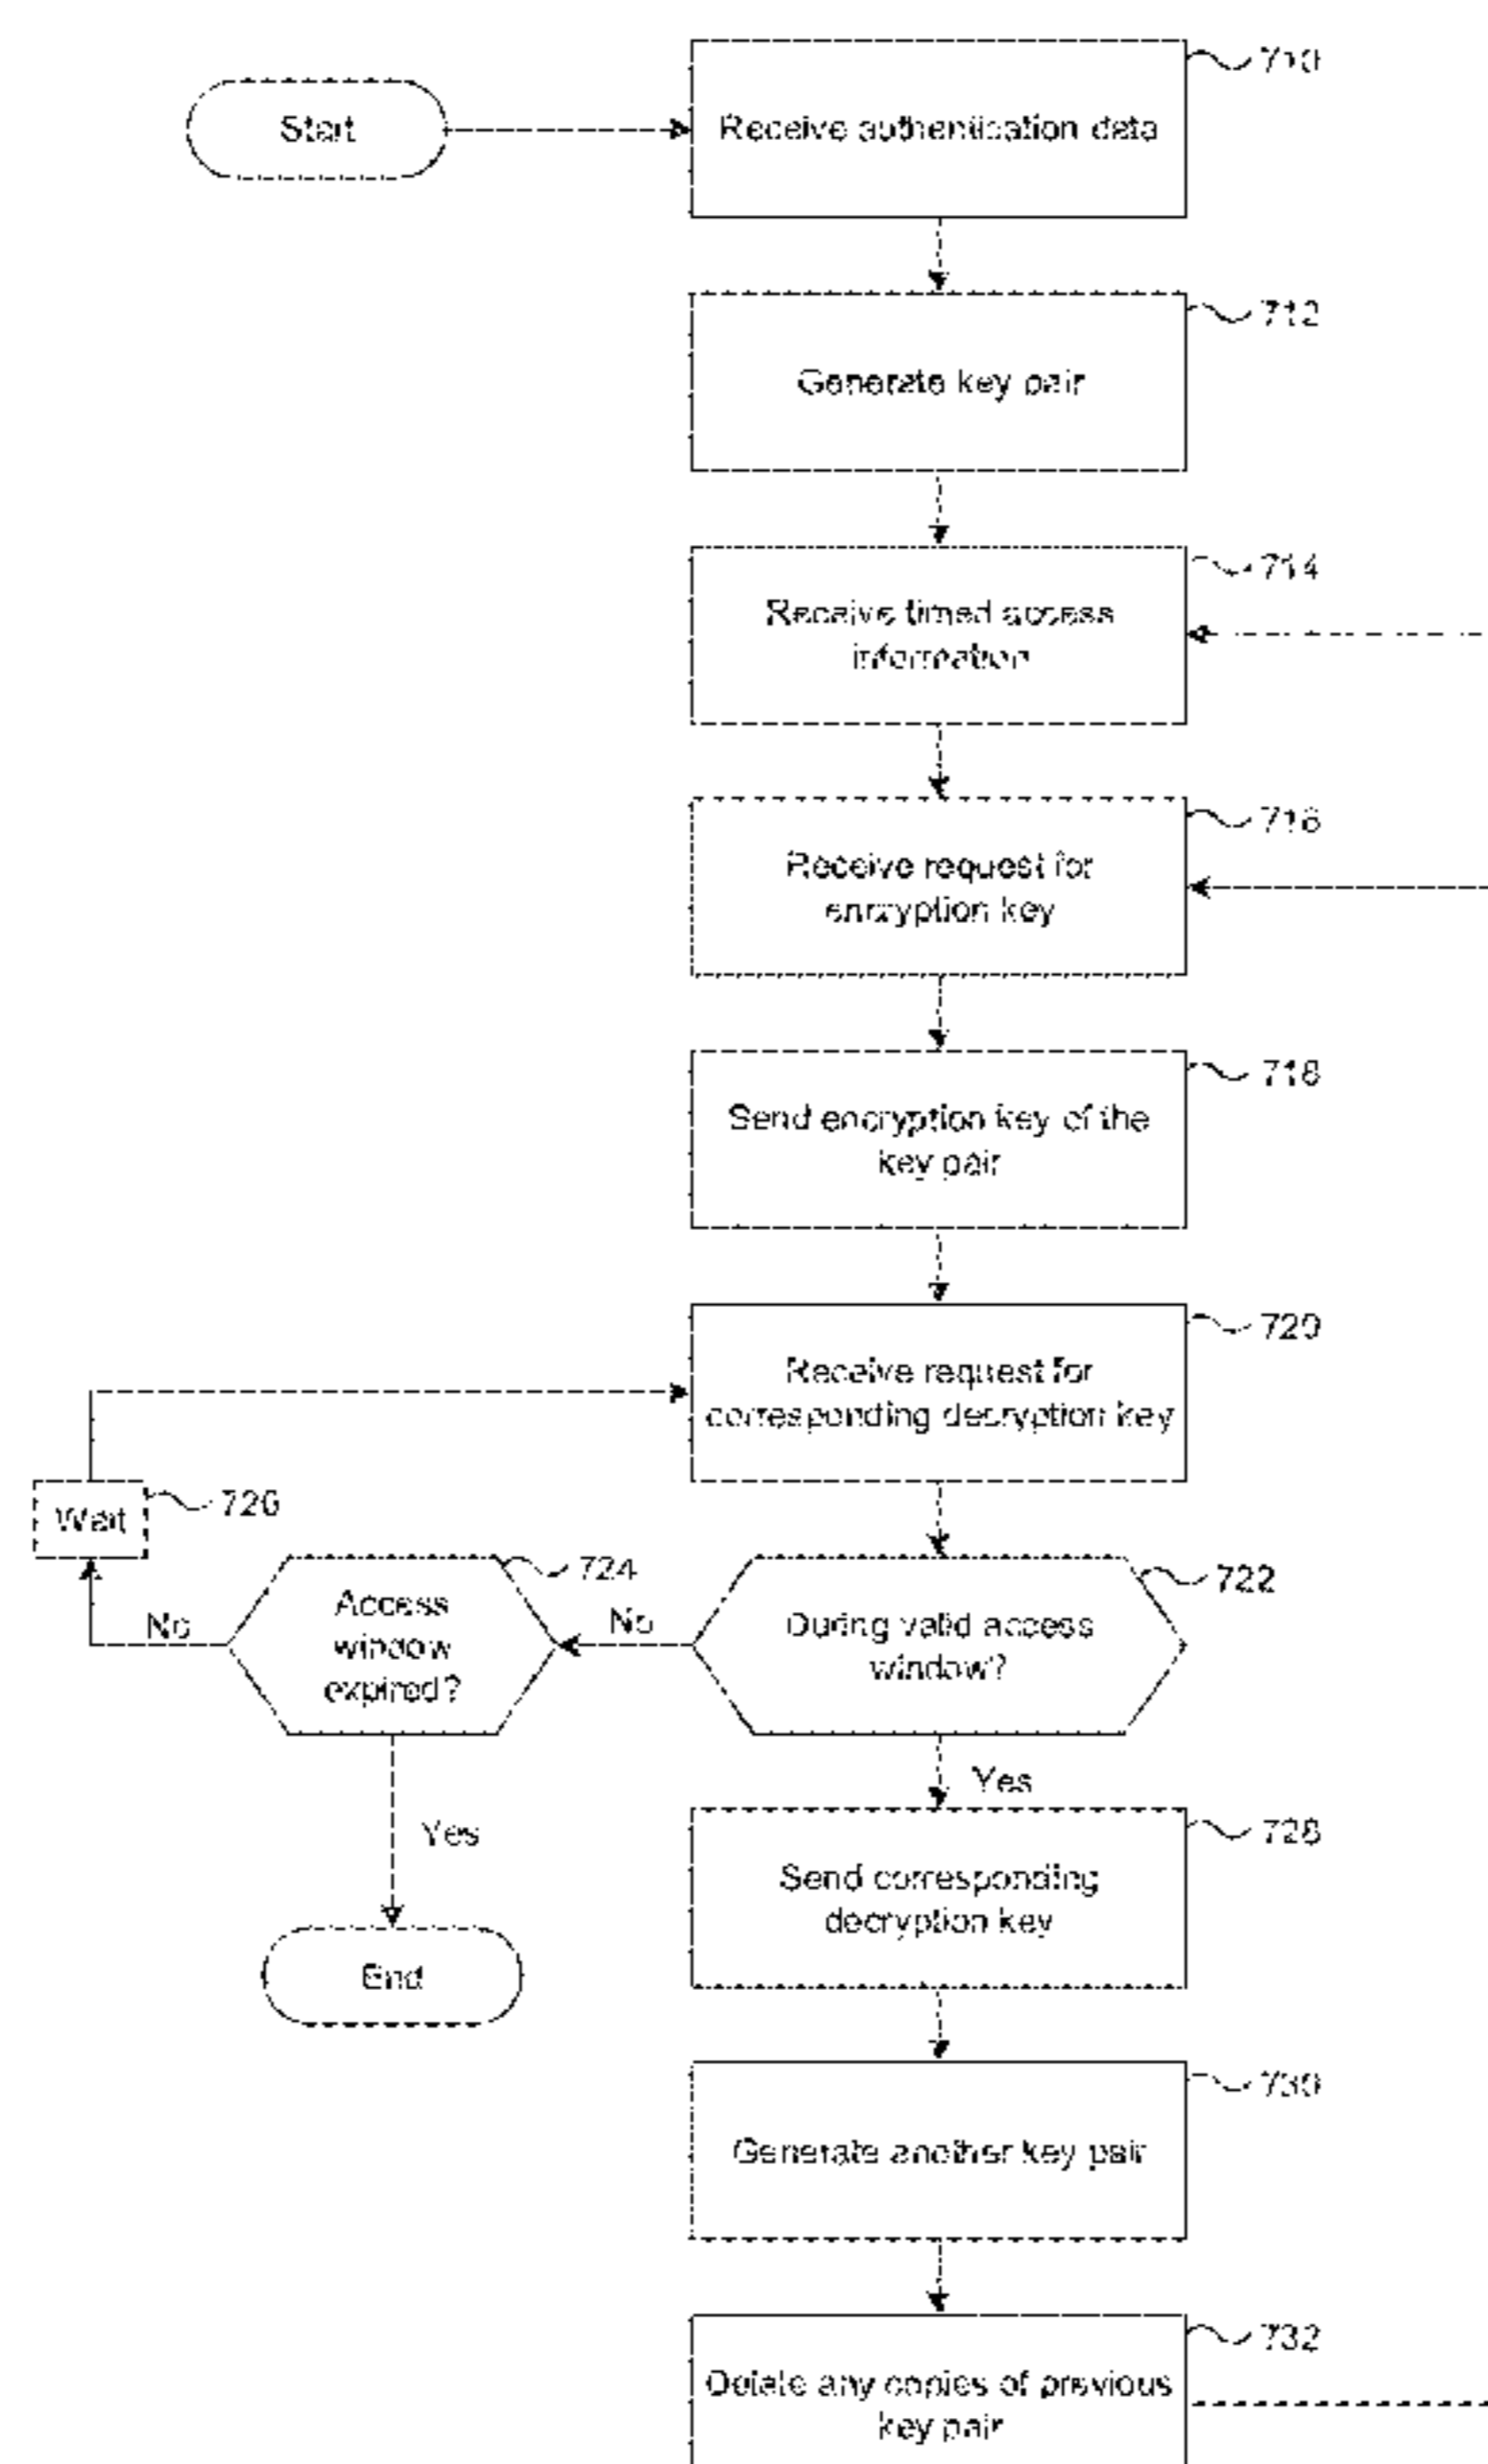 710
Start
Receive authentication data
712
Generate key pair
714
Receive timed access
information
716
Receive request for
encryption key
718
Send encryption key of the
key pair
720
Receive request for
corresponding decryption key
726
Wait
724
722
Access
window
expired?
No
No
During valid access
window?
Yes
Yes
728
Send corresponding
decryption key
End
730
Generate another key pair
732
Delete any copies of previous
key pair